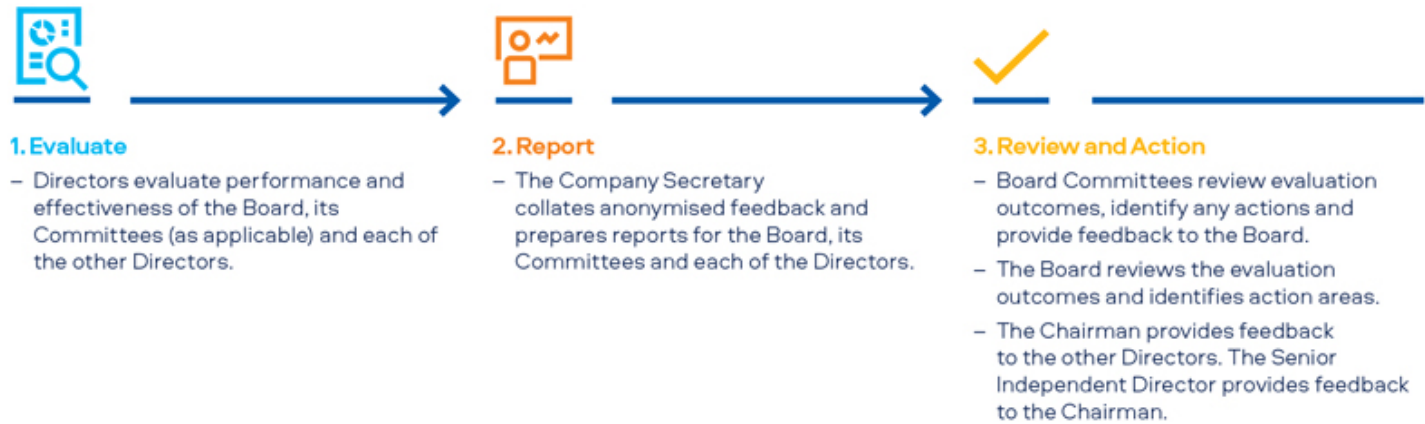 1. Evaluate
– Directors evaluate performance and
effectiveness of the Board, its
Committees (as applicable) and each of
the other Directors.
2. Report
– The Company Secretary
collates anonymised feedback and
prepares reports for the Board, its
Committees and each of the Directors.
3. Review and Action
– Board Committees review evaluation
outcomes, identify any actions and
provide feedback to the Board.
– The Board reviews the evaluation
outcomes and identifies action areas.
– The Chairman provides feedback
to the other Directors. The Senior
Independent Director provides feedback
to the Chairman.